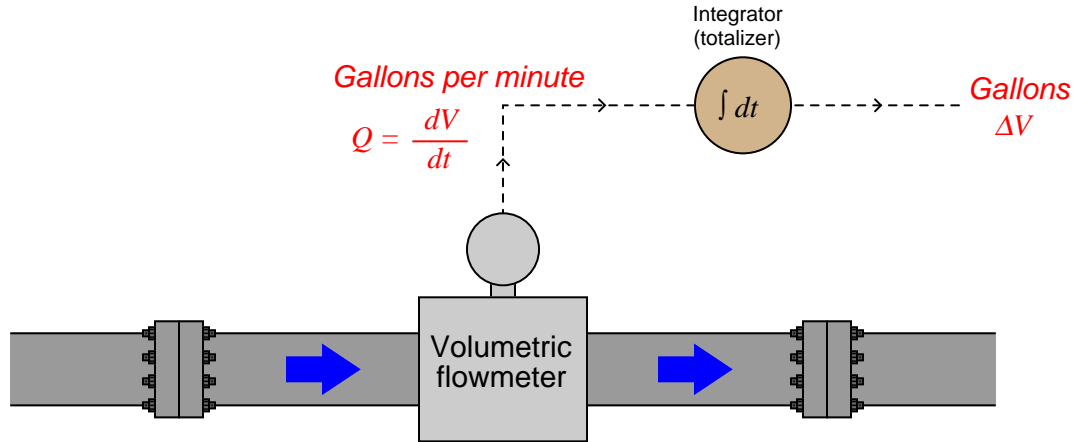 Integrator
(totalizer)
Gallons per minute
Q = dV/dt
∫ dt
Gallons
ΔV
Volumetric
flowmeter